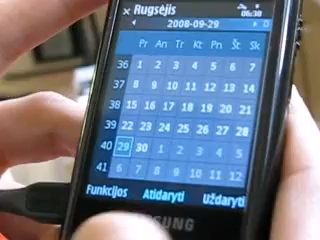 × Rugsėjis 06:30
2008-09-29
Pr An Tr Kt Pn Št Sk
36 1 2 3 4 5 6 7
37 8 9 10 11 12 13 14
38 15 16 17 18 19 20 21
39 22 23 24 25 26 27 28
40 29 30 1 2 3 4 5
41 6 7 8 9 10 11 12
Funkcijos Atidaryti Uždaryti
SAMSUNG